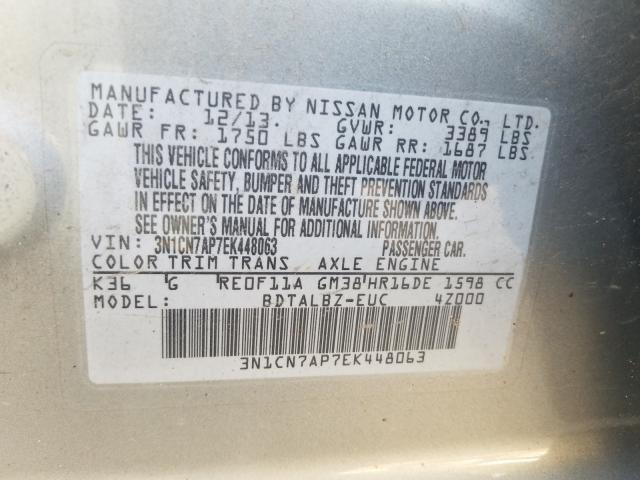 MANUFACTURED BY NISSAN MOTOR CO., LTD.
DATE: 12/13. GVWR: 3389 LBS
GAWR FR: 1750 LBS GAWR RR: 1687 LBS
THIS VEHICLE CONFORMS TO ALL APPLICABLE FEDERAL MOTOR
VEHICLE SAFETY, BUMPER AND THEFT PREVENTION STANDARDS
IN EFFECT ON THE DATE OF MANUFACTURE SHOWN ABOVE.
SEE OWNER'S MANUAL FOR ADDITIONAL INFORMATION.
VIN: 3N1CN7AP7EK448063 PASSENGER CAR.
COLOR TRIM TRANS AXLE ENGINE
K36 G RE0F11A GM38 HR16DE 1598 CC
MODEL: BDTALBZ-EUC 4Z000
3N1CN7AP7EK448063